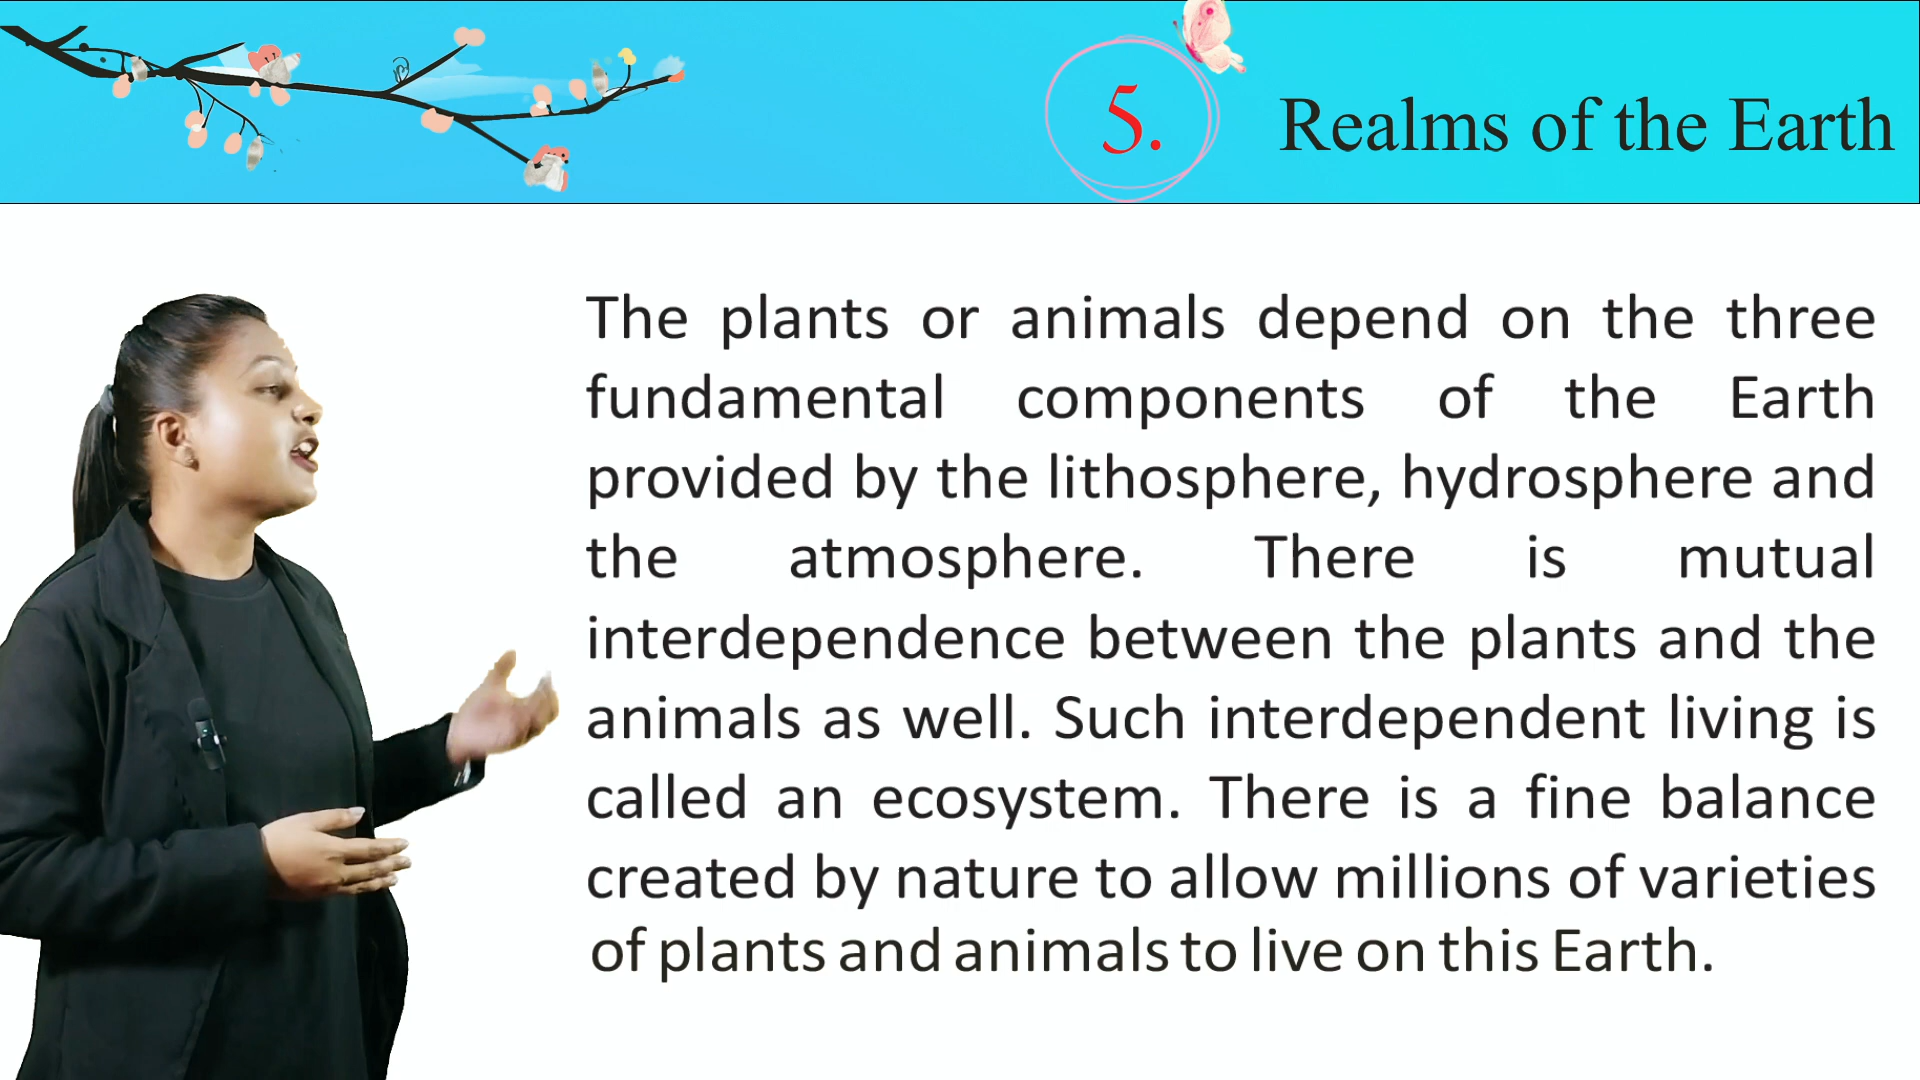 5. Realms of the Earth
The plants or animals depend on the three
fundamental components of the Earth
provided by the lithosphere, hydrosphere and
the atmosphere. There is mutual
interdependence between the plants and the
animals as well. Such interdependent living is
called an ecosystem. There is a fine balance
created by nature to allow millions of varieties
of plants and animals to live on this Earth.